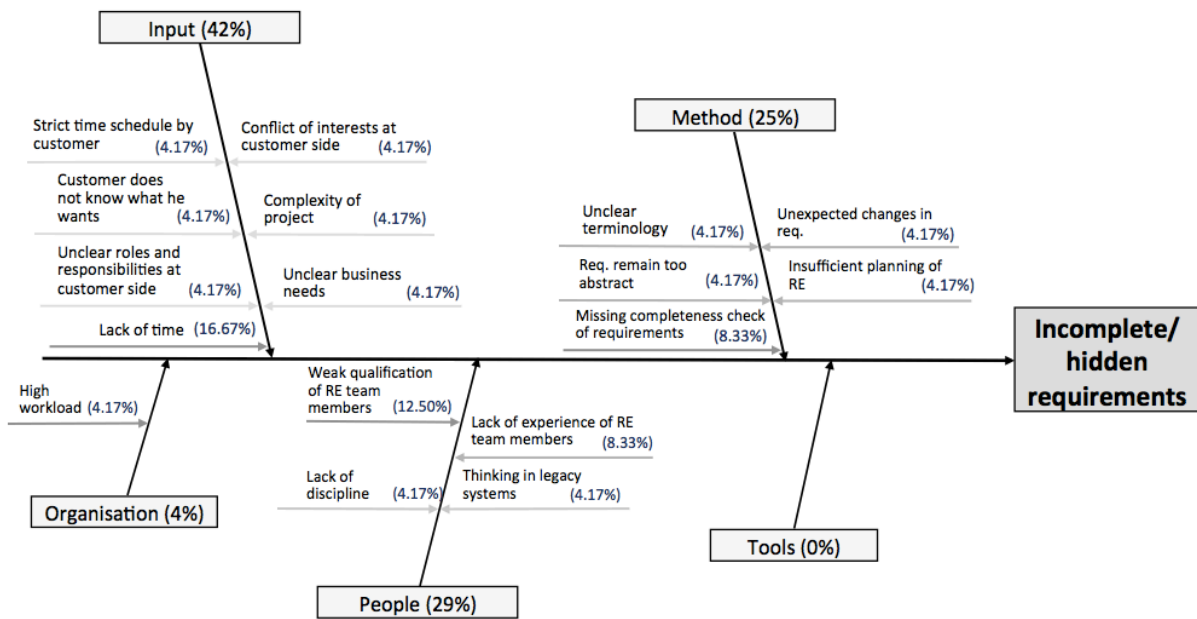 Input (42%)
Strict time schedule by
customer (4.17%)
Conflict of interests at
customer side (4.17%)
Customer does
not know what he
wants (4.17%)
Complexity of
project (4.17%)
Unclear roles and
responsibilities at
customer side (4.17%)
Unclear business
needs (4.17%)
Lack of time (16.67%)
Method (25%)
Unclear
terminology (4.17%)
Unexpected changes in
req. (4.17%)
Req. remain too
abstract (4.17%)
Insufficient planning of
RE (4.17%)
Missing completeness check
of requirements (8.33%)
Incomplete/
hidden
requirements
High
workload (4.17%)
Organisation (4%)
Weak qualification
of RE team
members (12.50%)
Lack of experience of RE
team members (8.33%)
Lack of
discipline (4.17%)
Thinking in legacy
systems (4.17%)
People (29%)
Tools (0%)